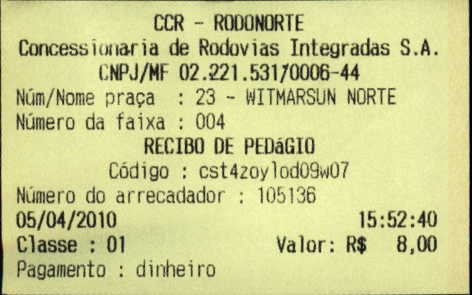 CCR - RODONORTE
Concessionaria de Rodovias Integradas S.A.
CNPJ/MF 02.221.531/0006-44
Núm/Nome praça : 23 - WITMARSUN NORTE
Número da faixa : 004
RECIBO DE PEDáGIO
Código : cst4zoylod09w07
Número do arrecadador : 105136
05/04/2010 15:52:40
Classe : 01 Valor: R$ 8,00
Pagamento : dinheiro